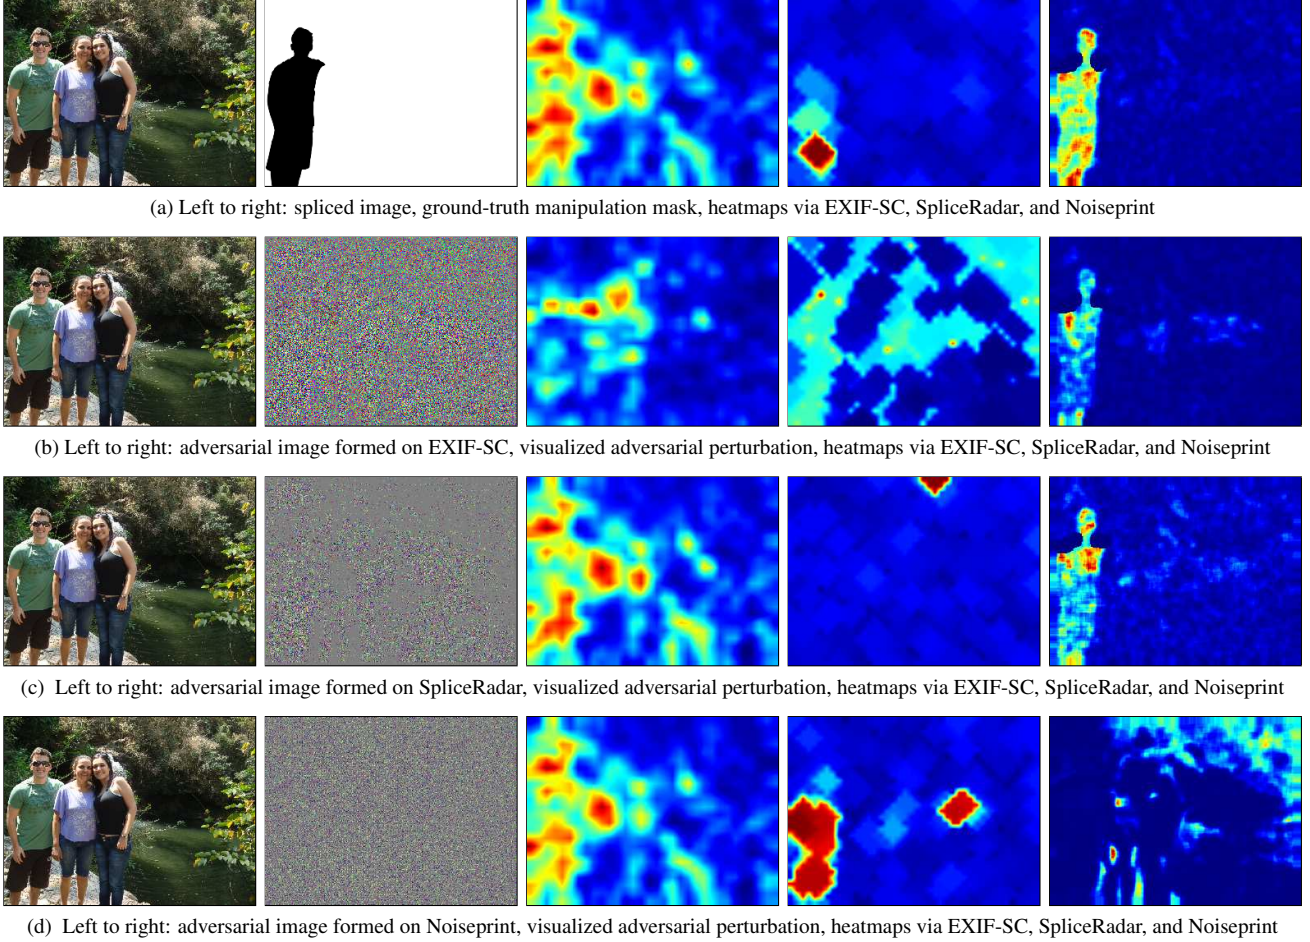 (a) Left to right: spliced image, ground-truth manipulation mask, heatmaps via EXIF-SC, SpliceRadar, and Noiseprint
(b) Left to right: adversarial image formed on EXIF-SC, visualized adversarial perturbation, heatmaps via EXIF-SC, SpliceRadar, and Noiseprint
(c) Left to right: adversarial image formed on SpliceRadar, visualized adversarial perturbation, heatmaps via EXIF-SC, SpliceRadar, and Noiseprint
(d) Left to right: adversarial image formed on Noiseprint, visualized adversarial perturbation, heatmaps via EXIF-SC, SpliceRadar, and Noiseprint